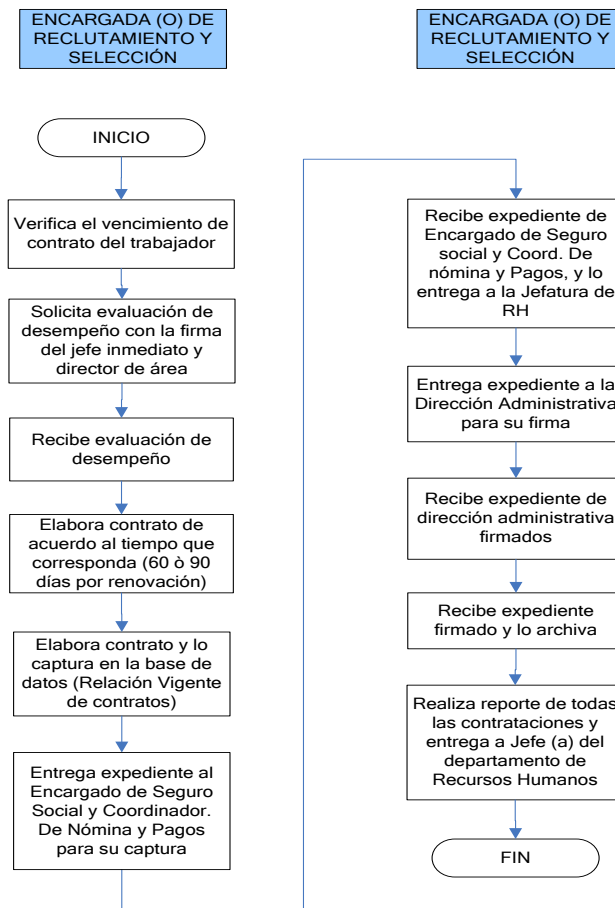 ENCARGADA (O) DE
RECLUTAMIENTO Y
SELECCIÓN
INICIO
Verifica el vencimiento de
contrato del trabajador
Solicita evaluación de
desempeño con la firma
del jefe inmediato y
director de área
Recibe evaluación de
desempeño
Elabora contrato de
acuerdo al tiempo que
corresponda (60 ò 90
días por renovación)
Elabora contrato y lo
captura en la base de
datos (Relación Vigente
de contratos)
Entrega expediente al
Encargado de Seguro
Social y Coordinador.
De Nómina y Pagos
para su captura
ENCARGADA (O) DE
RECLUTAMIENTO Y
SELECCIÓN
Recibe expediente de
Encargado de Seguro
social y Coord. De
nómina y Pagos, y lo
entrega a la Jefatura de
RH
Entrega expediente a la
Dirección Administrativa
para su firma
Recibe expediente de
dirección administrativa
firmados
Recibe expediente
firmado y lo archiva
Realiza reporte de todas
las contrataciones y
entrega a Jefe (a) del
departamento de
Recursos Humanos
FIN